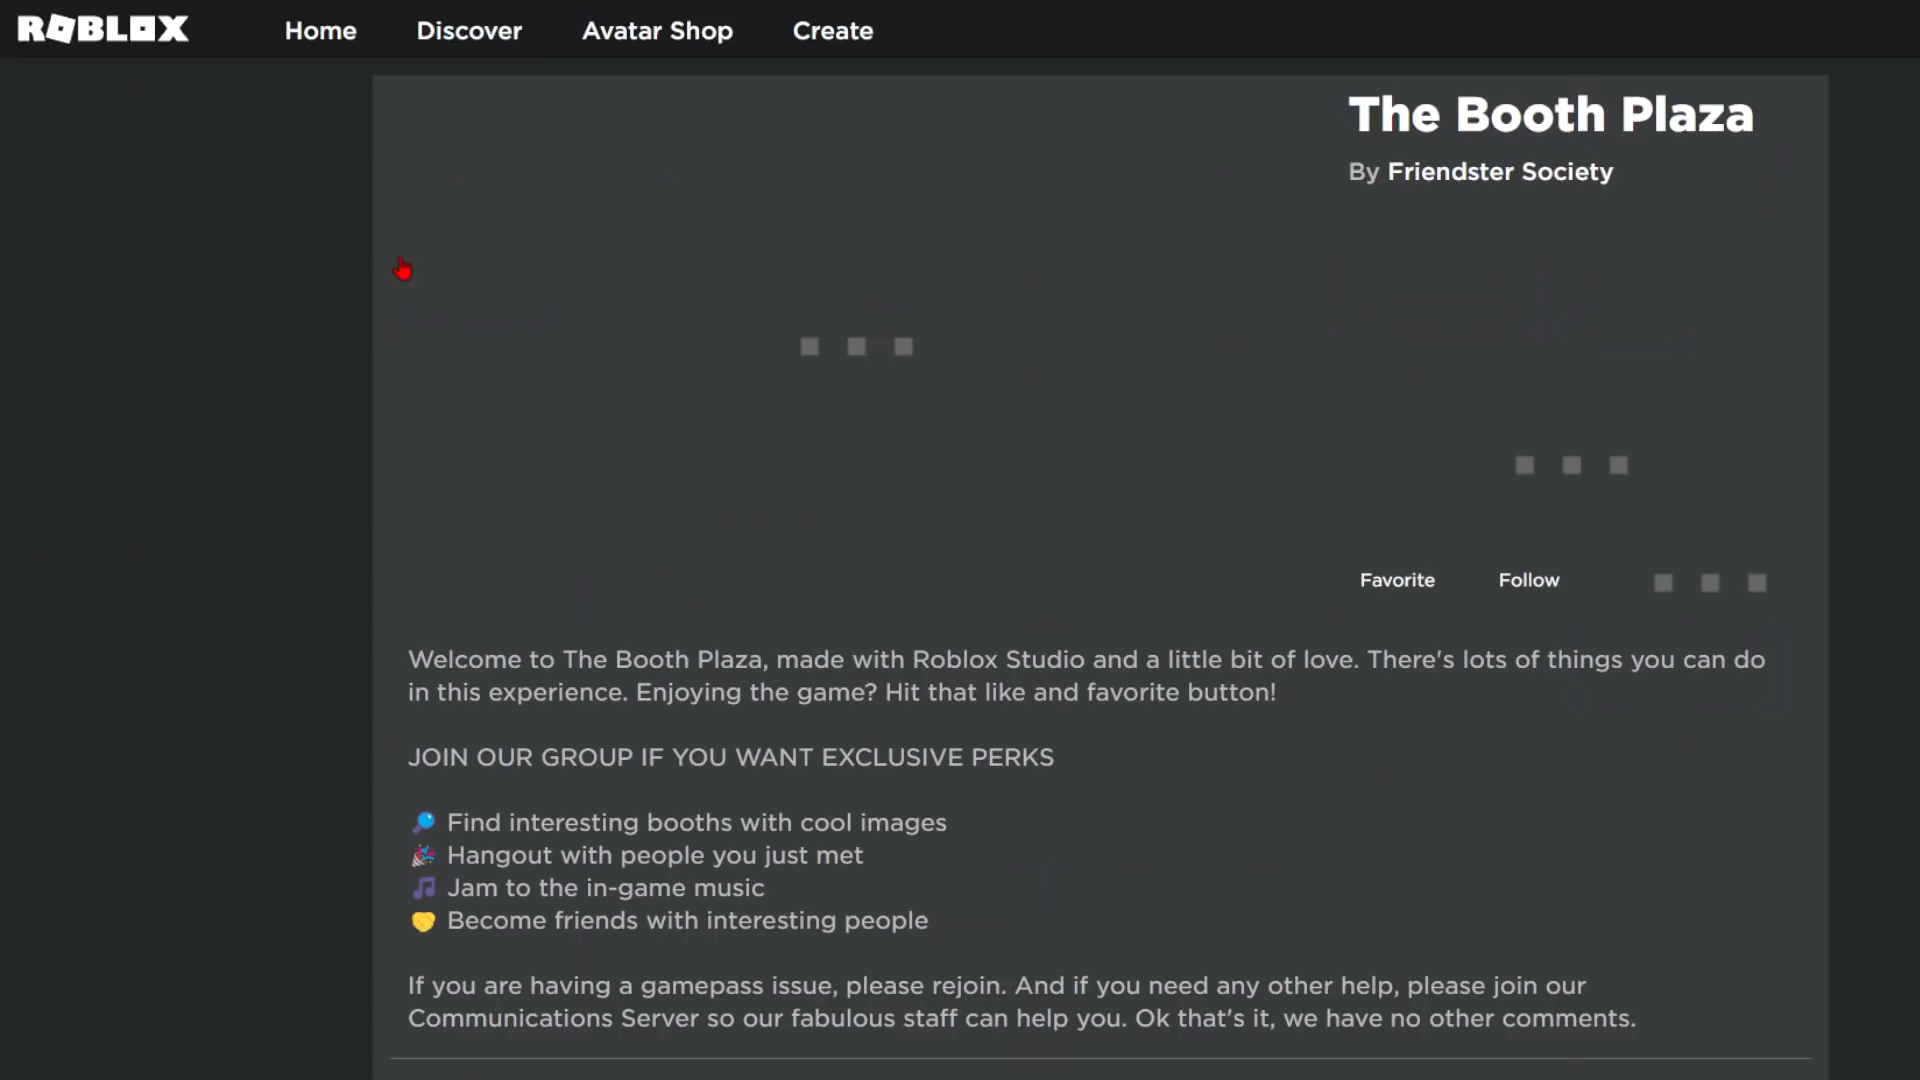 ROBLOX Home Discover Avatar Shop Create
The Booth Plaza
By Friendster Society
Favorite Follow
Welcome to The Booth Plaza, made with Roblox Studio and a little bit of love. There's lots of things you can do
in this experience. Enjoying the game? Hit that like and favorite button!
JOIN OUR GROUP IF YOU WANT EXCLUSIVE PERKS
🔎 Find interesting booths with cool images
🎉 Hangout with people you just met
🎵 Jam to the in-game music
🤝 Become friends with interesting people
If you are having a gamepass issue, please rejoin. And if you need any other help, please join our
Communications Server so our fabulous staff can help you. Ok that's it, we have no other comments.